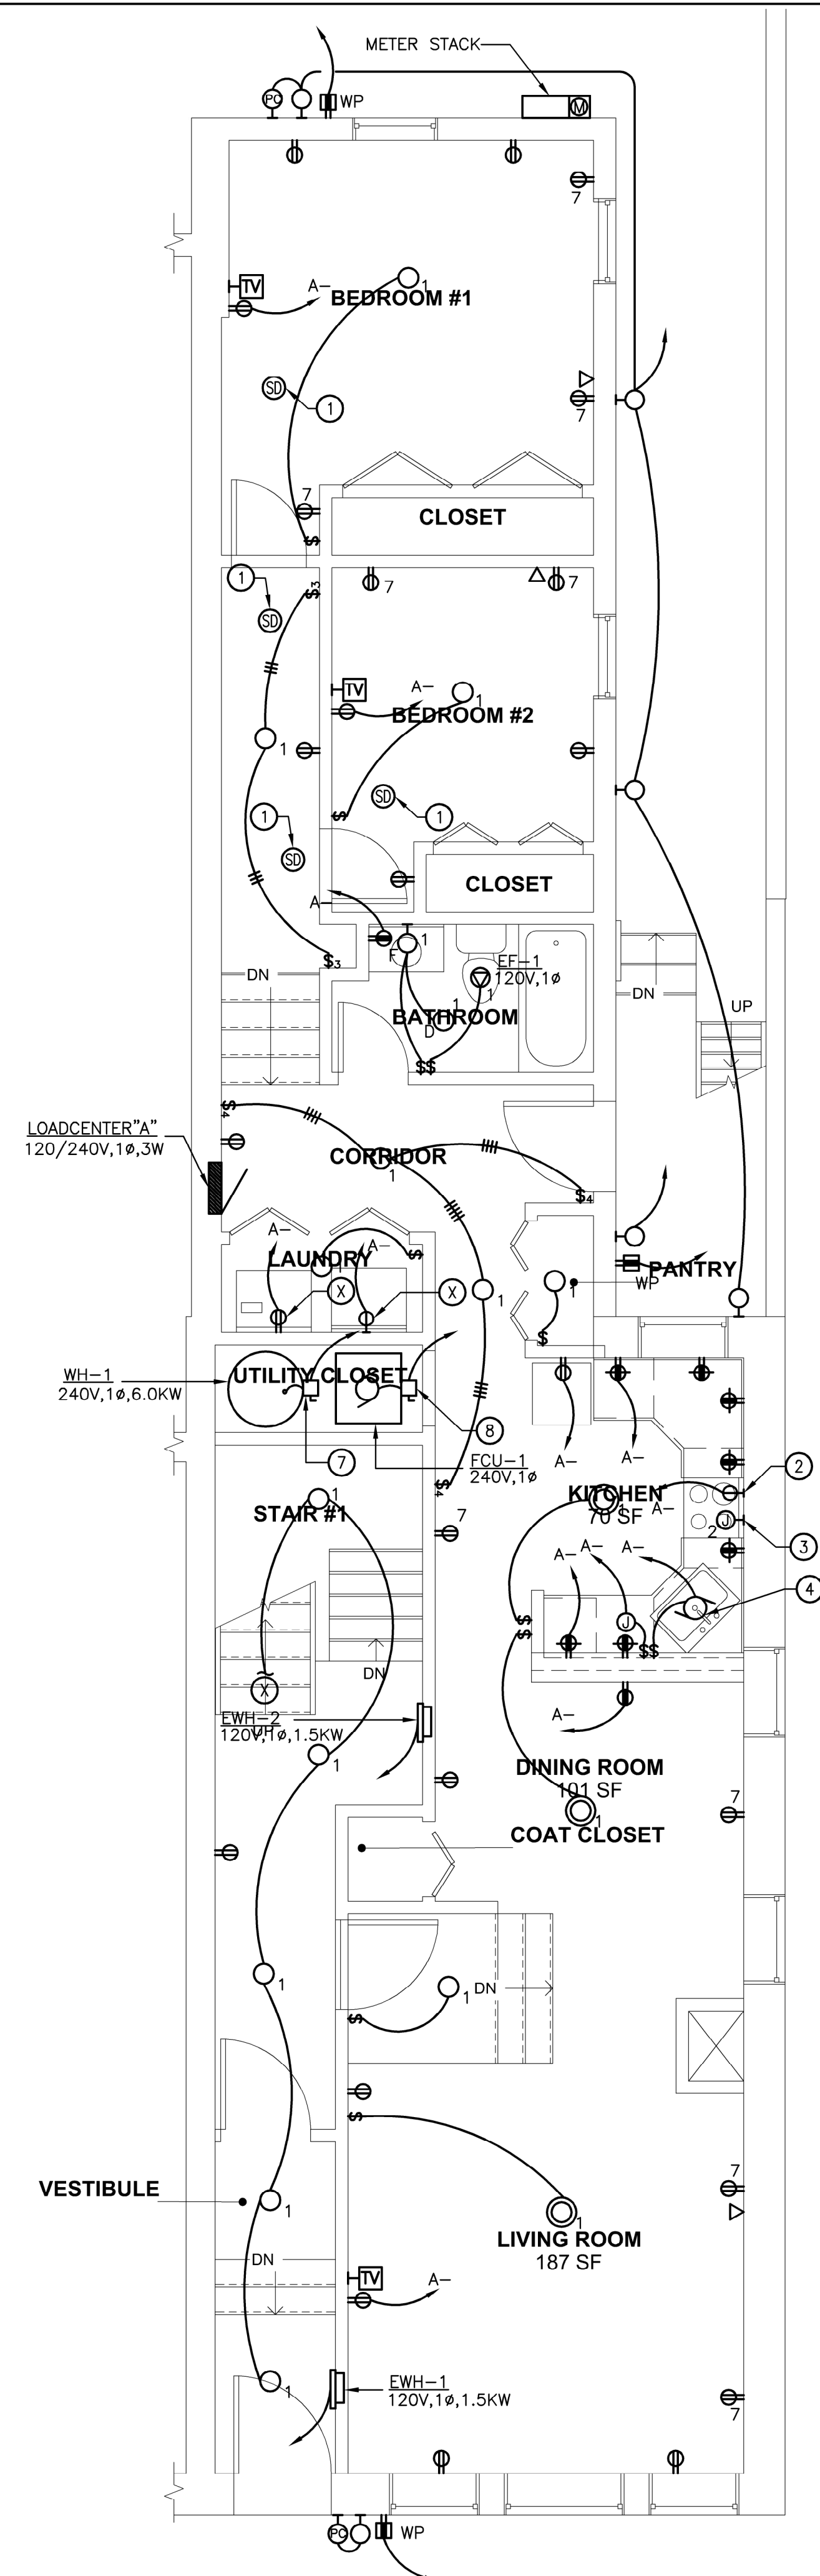 METER STACK
PC
WP
M
7
TV
A-
1
BEDROOM #1
SD
1
7
7
CLOSET
1
$3
SD
7
7
TV
A-
1
BEDROOM #2
1
1
SD
1
SD
A-
CLOSET
$3
F
1
EF-1
120V,1ø
1
1
D
BATHROOM
$$
DN
DN
UP
LOADCENTER"A"
120/240V,1ø,3W
$4
CORRIDOR
1
$4
A-
A-
LAUNDRY
1
X
X
$
1
1
WP
PANTRY
$
WH-1
240V,1ø,6.0KW
UTILITY CLOSET
7
8
FCU-1
240V,1ø
A-
A-
$4
7
KITCHEN
70 SF
1
A-
2
J
2
3
STAIR #1
1
A-
A-
A-
4
J
$
$
$$
DN
X
EWH-2
120V,1ø,1.5KW
UP
1
A-
DINING ROOM
101 SF
1
7
COAT CLOSET
1
1
DN
$
$
VESTIBULE
1
7
1
LIVING ROOM
187 SF
DN
TV
A-
1
EWH-1
120V,1ø,1.5KW
7
PC
WP